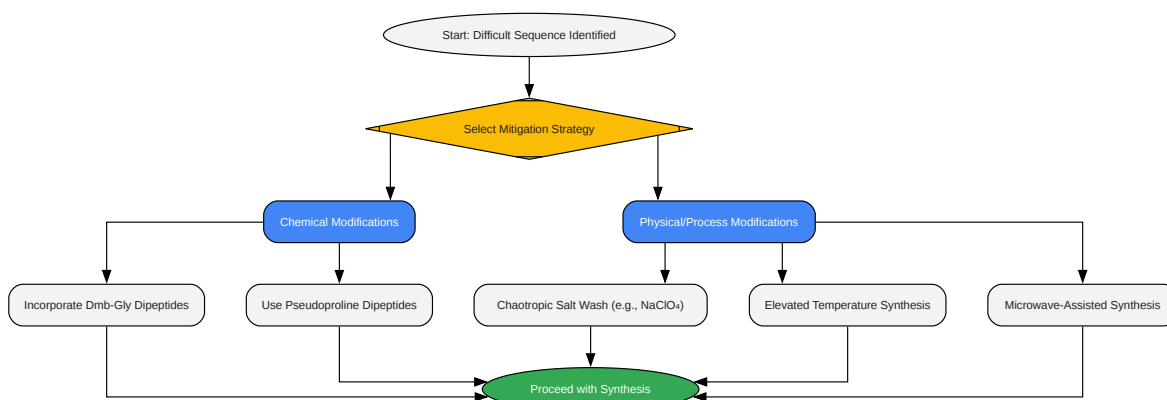 Start: Difficult Sequence Identified
Select Mitigation Strategy
Chemical Modifications
Physical/Process Modifications
Incorporate Dmb-Gly Dipeptides
Use Pseudoproline Dipeptides
Chaotropic Salt Wash (e.g., NaClO₄)
Elevated Temperature Synthesis
Microwave-Assisted Synthesis
Proceed with Synthesis